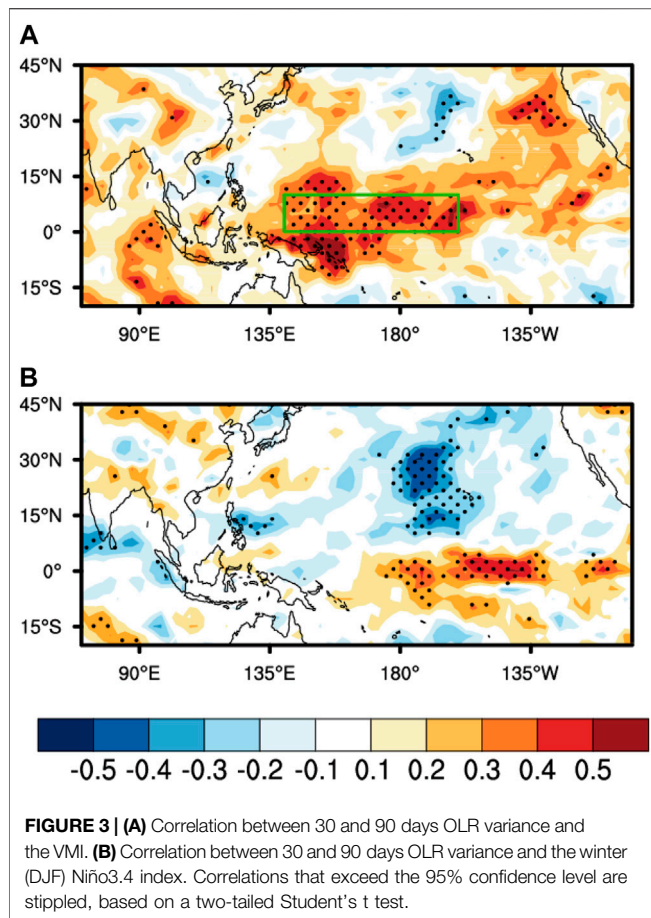 A
45°N
30°N
15°N
0°
15°S
90°E 135°E 180° 135°W
B
45°N
30°N
15°N
0°
15°S
90°E 135°E 180° 135°W
-0.5 -0.4 -0.3 -0.2 -0.1 0.1 0.2 0.3 0.4 0.5
FIGURE 3 | (A) Correlation between 30 and 90 days OLR variance and
the VMI. (B) Correlation between 30 and 90 days OLR variance and the winter
(DJF) Niño3.4 index. Correlations that exceed the 95% confidence level are
stippled, based on a two-tailed Student's t test.